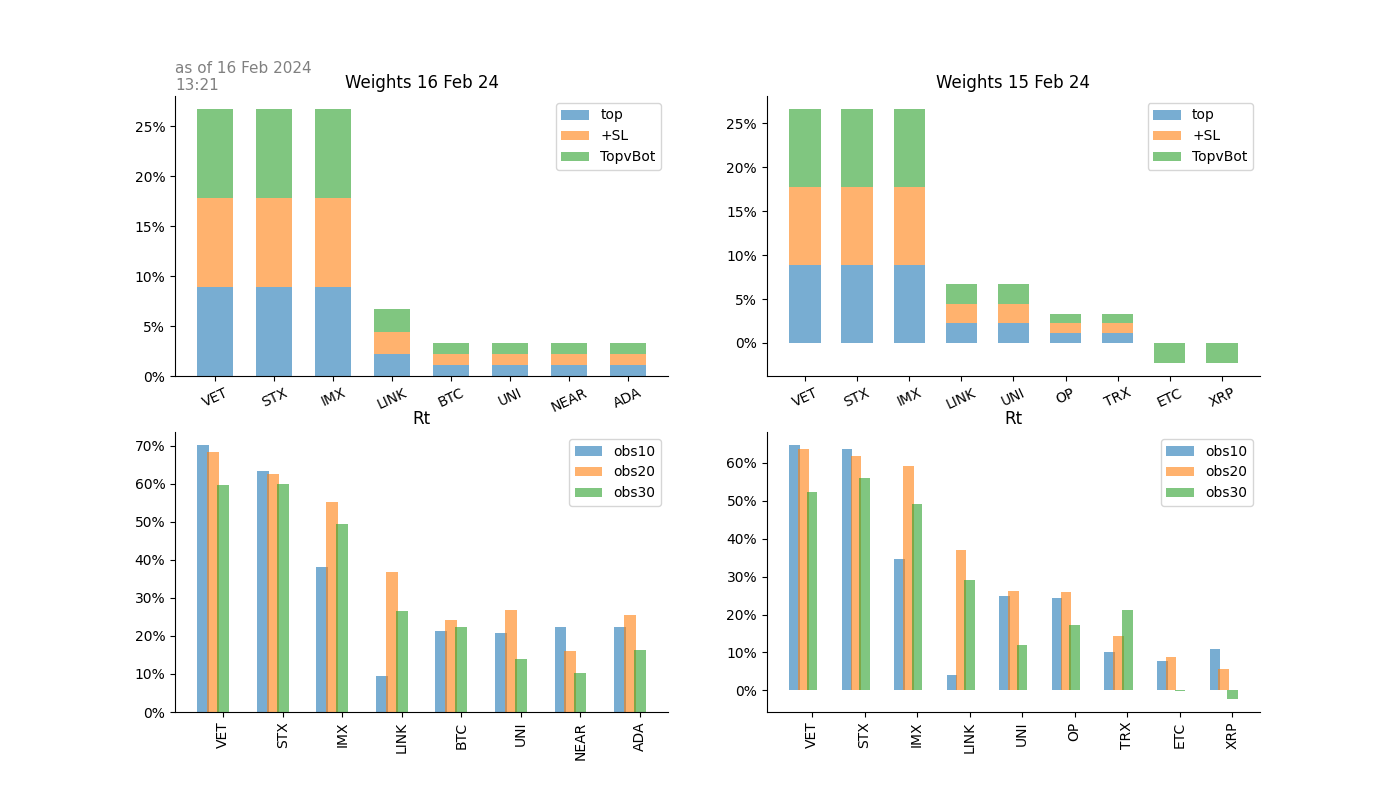 as of 16 Feb 2024
13:21
Weights 16 Feb 24
25%
20%
15%
10%
5%
0%
top
+SL
TopvBot
VET STX IMX LINK BTC UNI NEAR ADA
Weights 15 Feb 24
25%
20%
15%
10%
5%
0%
top
+SL
TopvBot
VET STX IMX LINK UNI OP TRX ETC XRP
Rt
70%
60%
50%
40%
30%
20%
10%
0%
obs10
obs20
obs30
VET STX IMX LINK BTC UNI NEAR ADA
Rt
60%
50%
40%
30%
20%
10%
0%
obs10
obs20
obs30
VET STX IMX LINK UNI OP TRX ETC XRP